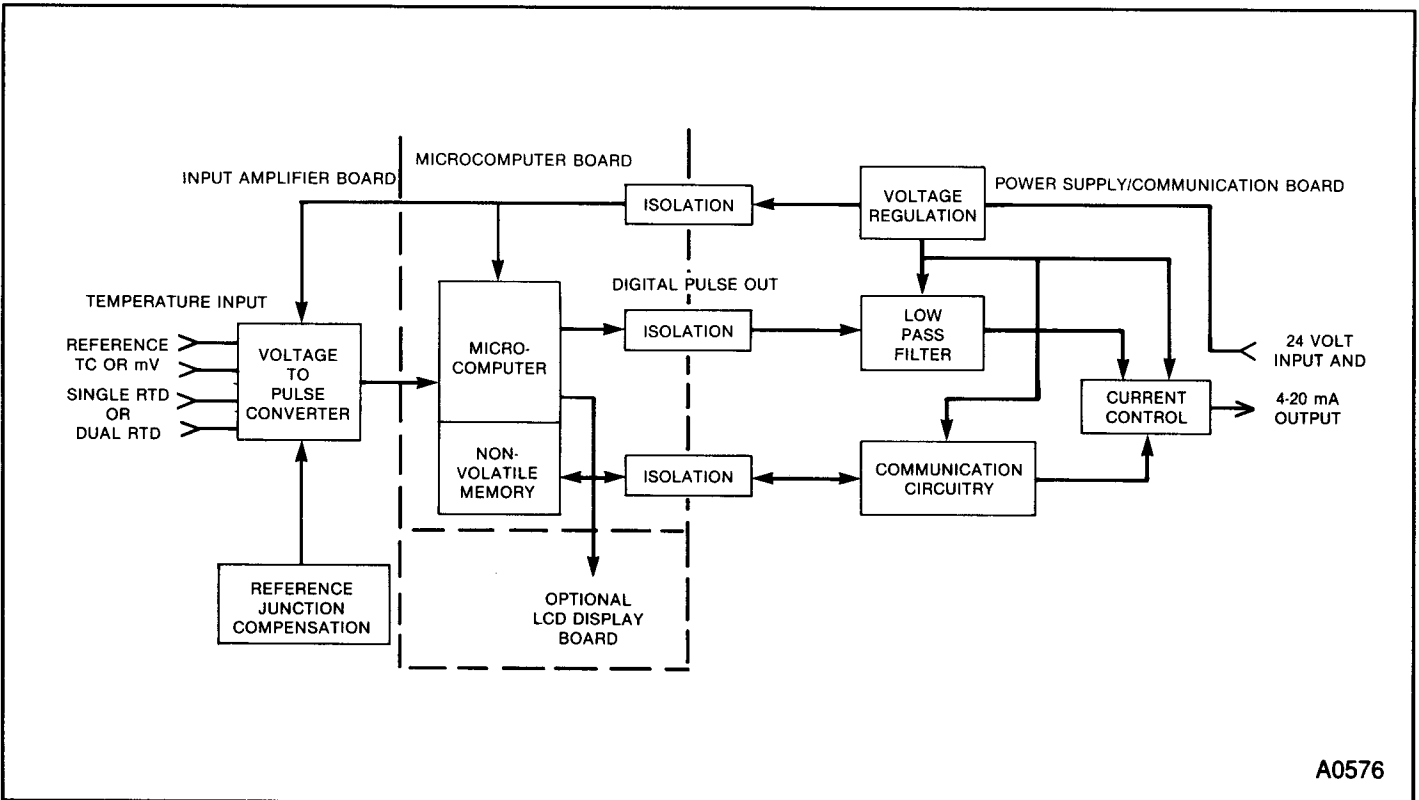 MICROCOMPUTER BOARD
INPUT AMPLIFIER BOARD
ISOLATION
VOLTAGE
REGULATION
POWER SUPPLY/COMMUNICATION BOARD
TEMPERATURE INPUT
REFERENCE
TC OR mV
SINGLE RTD
OR
DUAL RTD
VOLTAGE
TO
PULSE
CONVERTER
MICRO-
COMPUTER
NON-
VOLATILE
MEMORY
DIGITAL PULSE OUT
ISOLATION
LOW
PASS
FILTER
24 VOLT
INPUT AND
4-20 mA
OUTPUT
CURRENT
CONTROL
ISOLATION
COMMUNICATION
CIRCUITRY
REFERENCE
JUNCTION
COMPENSATION
OPTIONAL
LCD DISPLAY
BOARD
A0576